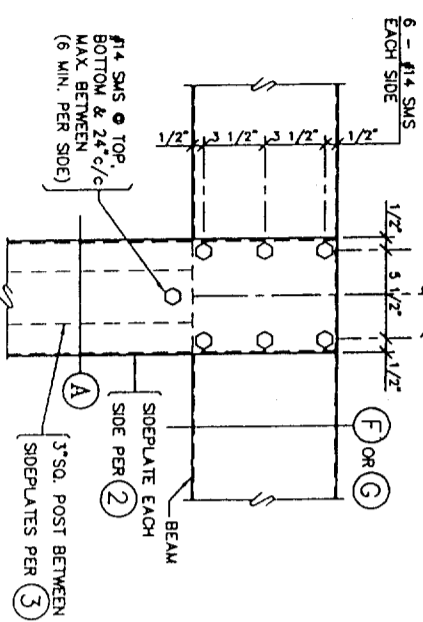 6 - #14 SMS
EACH SIDE
1/2" 3 1/2" 3 1/2" 1/2"
1/2"
5 1/2"
1/2"
#14 SMS @ TOP,
BOTTOM & 24"c/c
MAX. BETWEEN
(6 MIN. PER SIDE)
F OR G
BEAM
SIDEPLATE EACH
SIDE PER 2
A
3"SQ. POST BETWEEN
SIDEPLATES PER 3